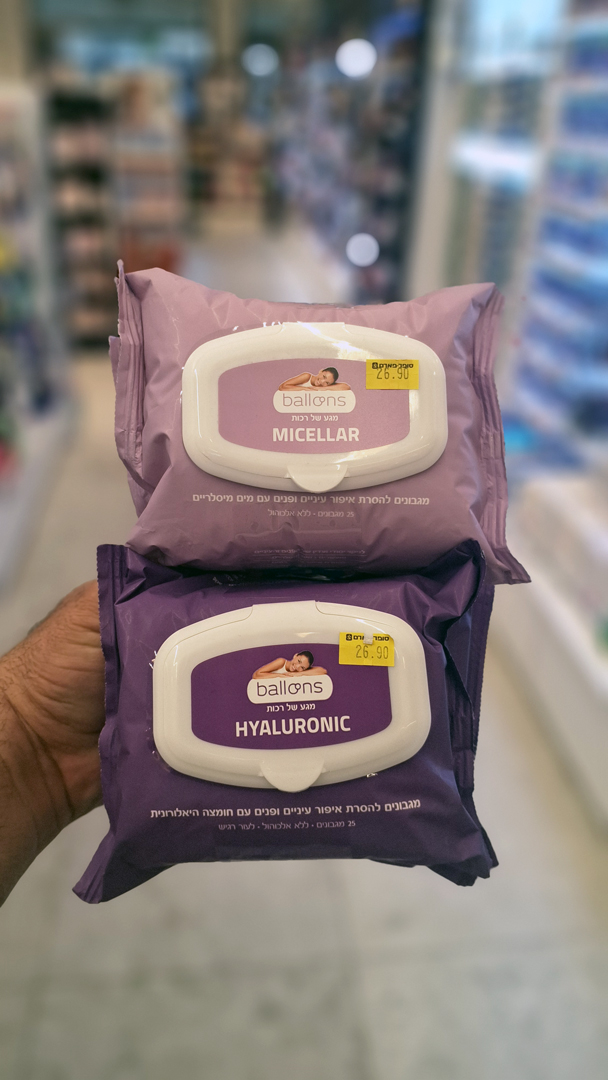 סופר-פארם
26.90
balloons
מגע של רכות
MICELLAR
מגבונים להסרת איפור עיניים ופנים עם מים מיסלריים
25 מגבונים • ללא אלכוהול
סופר-פארם
26.90
balloons
מגע של רכות
HYALURONIC
מגבונים להסרת איפור עיניים ופנים עם חומצה היאלורונית
25 מגבונים • ללא אלכוהול • לעור רגיש